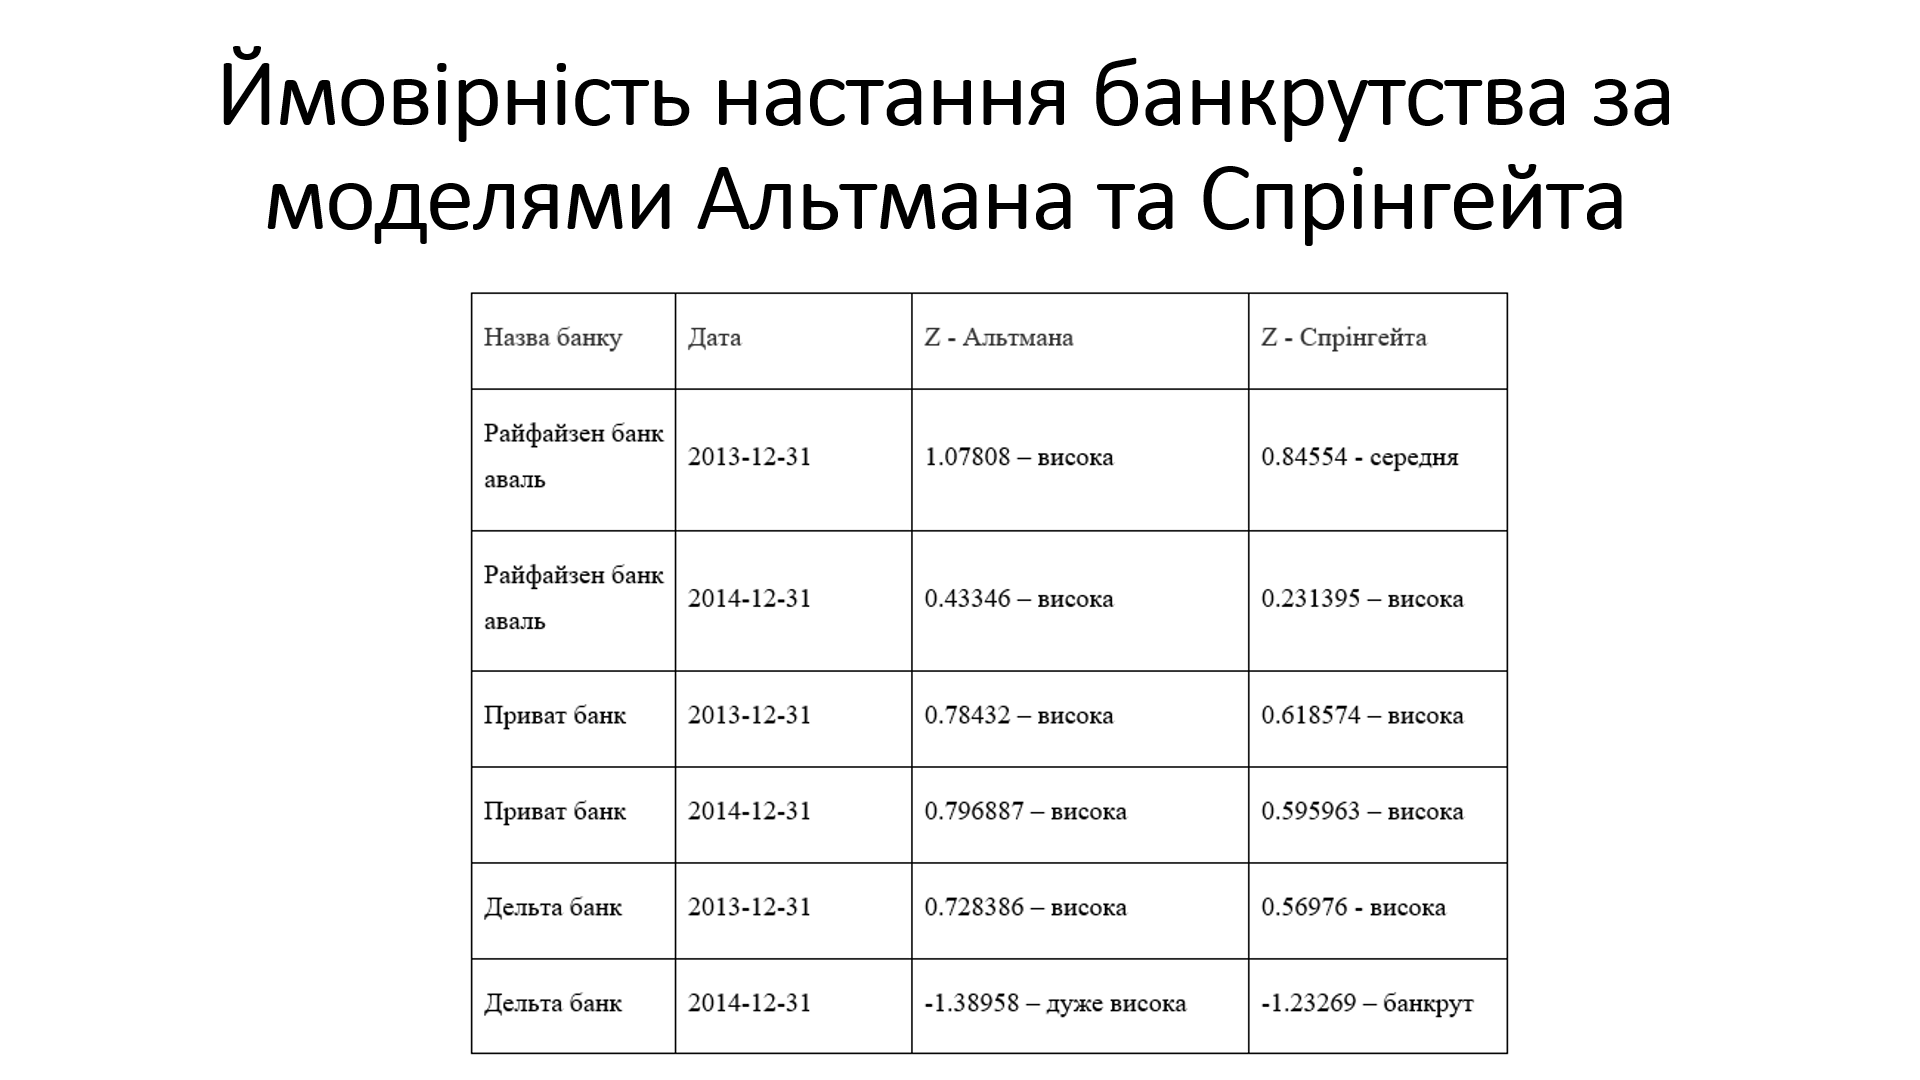 Ймовірність настання банкрутства за
моделями Альтмана та Спрінгейта
Назва банку Дата Z - Альтмана Z - Спрінгейта
Райфайзен банк
аваль
2013-12-31 1.07808 – висока 0.84554 - середня
Райфайзен банк
аваль
2014-12-31 0.43346 – висока 0.231395 – висока
Приват банк 2013-12-31 0.78432 – висока 0.618574 – висока
Приват банк 2014-12-31 0.796887 – висока 0.595963 – висока
Дельта банк 2013-12-31 0.728386 – висока 0.56976 - висока
Дельта банк 2014-12-31 -1.38958 – дуже висока -1.23269 – банкрут